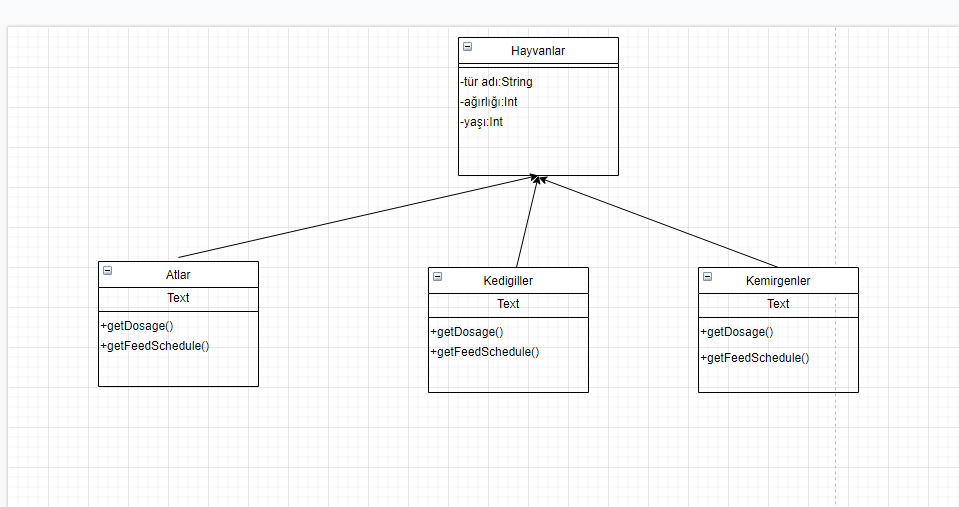 Hayvanlar
-tür adı:String
-ağırlığı:Int
-yaşı:Int
Atlar
Text
+getDosage()
+getFeedSchedule()
Kedigiller
Text
+getDosage()
+getFeedSchedule()
Kemirgenler
Text
+getDosage()
+getFeedSchedule()